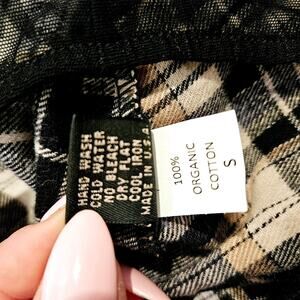 HAND WASH
COLD WATER
NO BLEACH
DRY FLAT
COOL IRON
MADE IN U.S.A.
100%
ORGANIC
COTTON
S